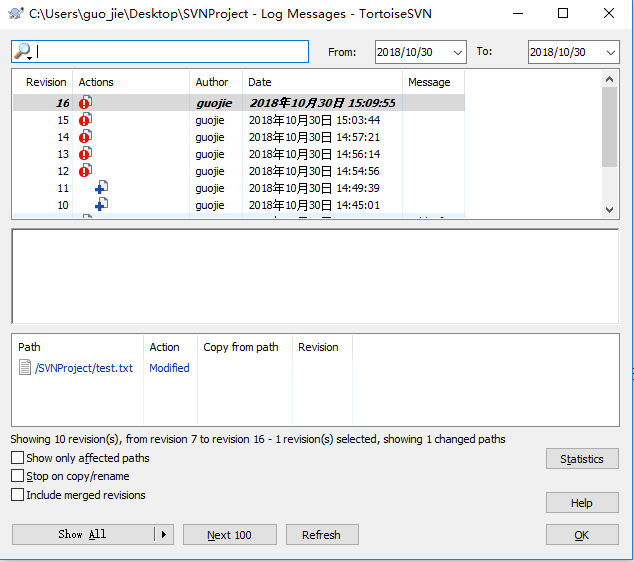 C:\Users\guo_jie\Desktop\SVNProject - Log Messages - TortoiseSVN
From: 2018/10/30 To: 2018/10/30
Revision Actions Author Date Message
16 guojie 2018年10月30日 15:09:55
15 guojie 2018年10月30日 15:03:44
14 guojie 2018年10月30日 14:57:21
13 guojie 2018年10月30日 14:56:14
12 guojie 2018年10月30日 14:54:56
11 guojie 2018年10月30日 14:49:39
10 guojie 2018年10月30日 14:45:01
Path Action Copy from path Revision
/SVNProject/test.txt Modified
Showing 10 revision(s), from revision 7 to revision 16 - 1 revision(s) selected, showing 1 changed paths
Show only affected paths
Statistics
Stop on copy/rename
Include merged revisions
Help
Show All Next 100 Refresh OK